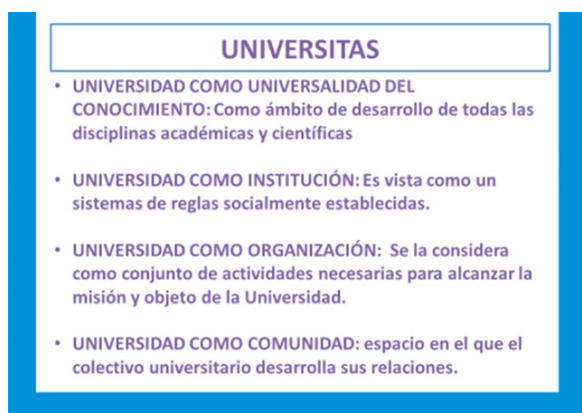 UNIVERSITAS
• UNIVERSIDAD COMO UNIVERSALIDAD DEL
CONOCIMIENTO: Como ámbito de desarrollo de todas las
disciplinas académicas y científicas
• UNIVERSIDAD COMO INSTITUCIÓN: Es vista como un
sistemas de reglas socialmente establecidas.
• UNIVERSIDAD COMO ORGANIZACIÓN: Se la considera
como conjunto de actividades necesarias para alcanzar la
misión y objeto de la Universidad.
• UNIVERSIDAD COMO COMUNIDAD: espacio en el que el
colectivo universitario desarrolla sus relaciones.